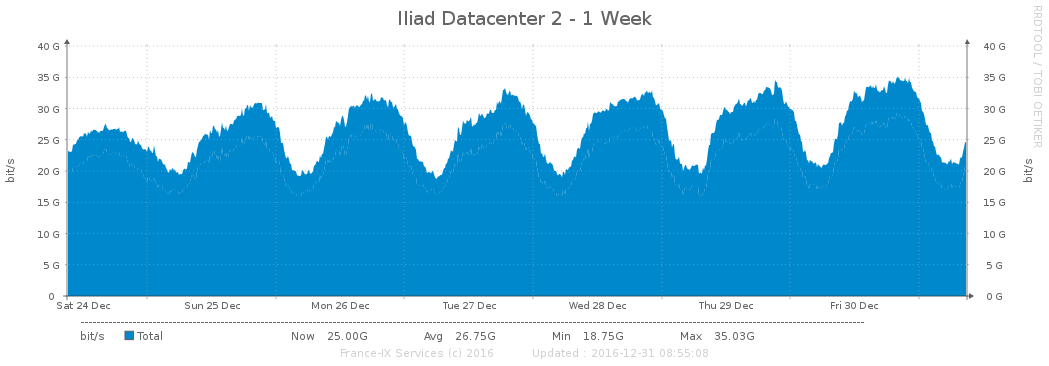 Iliad Datacenter 2 - 1 Week
RRDTOOL / TOBI OETIKER
40 G 40 G
35 G 35 G
30 G 30 G
25 G 25 G
20 G 20 G
15 G 15 G
10 G 10 G
5 G 5 G
0 0 G
bit/s
bit/s
Sat 24 Dec Sun 25 Dec Mon 26 Dec Tue 27 Dec Wed 28 Dec Thu 29 Dec Fri 30 Dec
bit/s Total Now 25.00G Avg 26.75G Min 18.75G Max 35.03G
France-IX Services (c) 2016 Updated : 2016-12-31 08:55:08